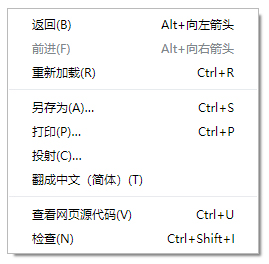 返回(B) Alt+向左箭头
前进(F) Alt+向右箭头
重新加载(R) Ctrl+R
另存为(A)... Ctrl+S
打印(P)... Ctrl+P
投射(C)...
翻成中文（简体）(T)
查看网页源代码(V) Ctrl+U
检查(N) Ctrl+Shift+I